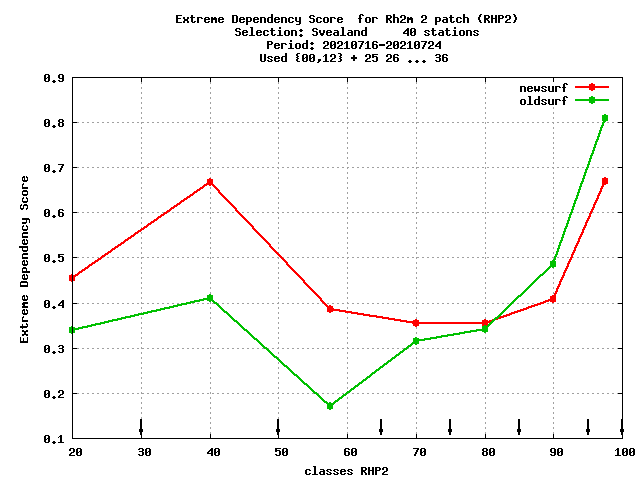 Extreme Dependency Score  for Rh2m 2 patch (RHP2)
Selection: Svealand     40 stations
Period: 20210716-20210724
Used {00,12} + 25 26 ... 36
newsurf
oldsurf
0.9
0.8
0.7
0.6
0.5
0.4
0.3
0.2
0.1
Extreme Dependency Score
20 30 40 50 60 70 80 90 100
classes RHP2